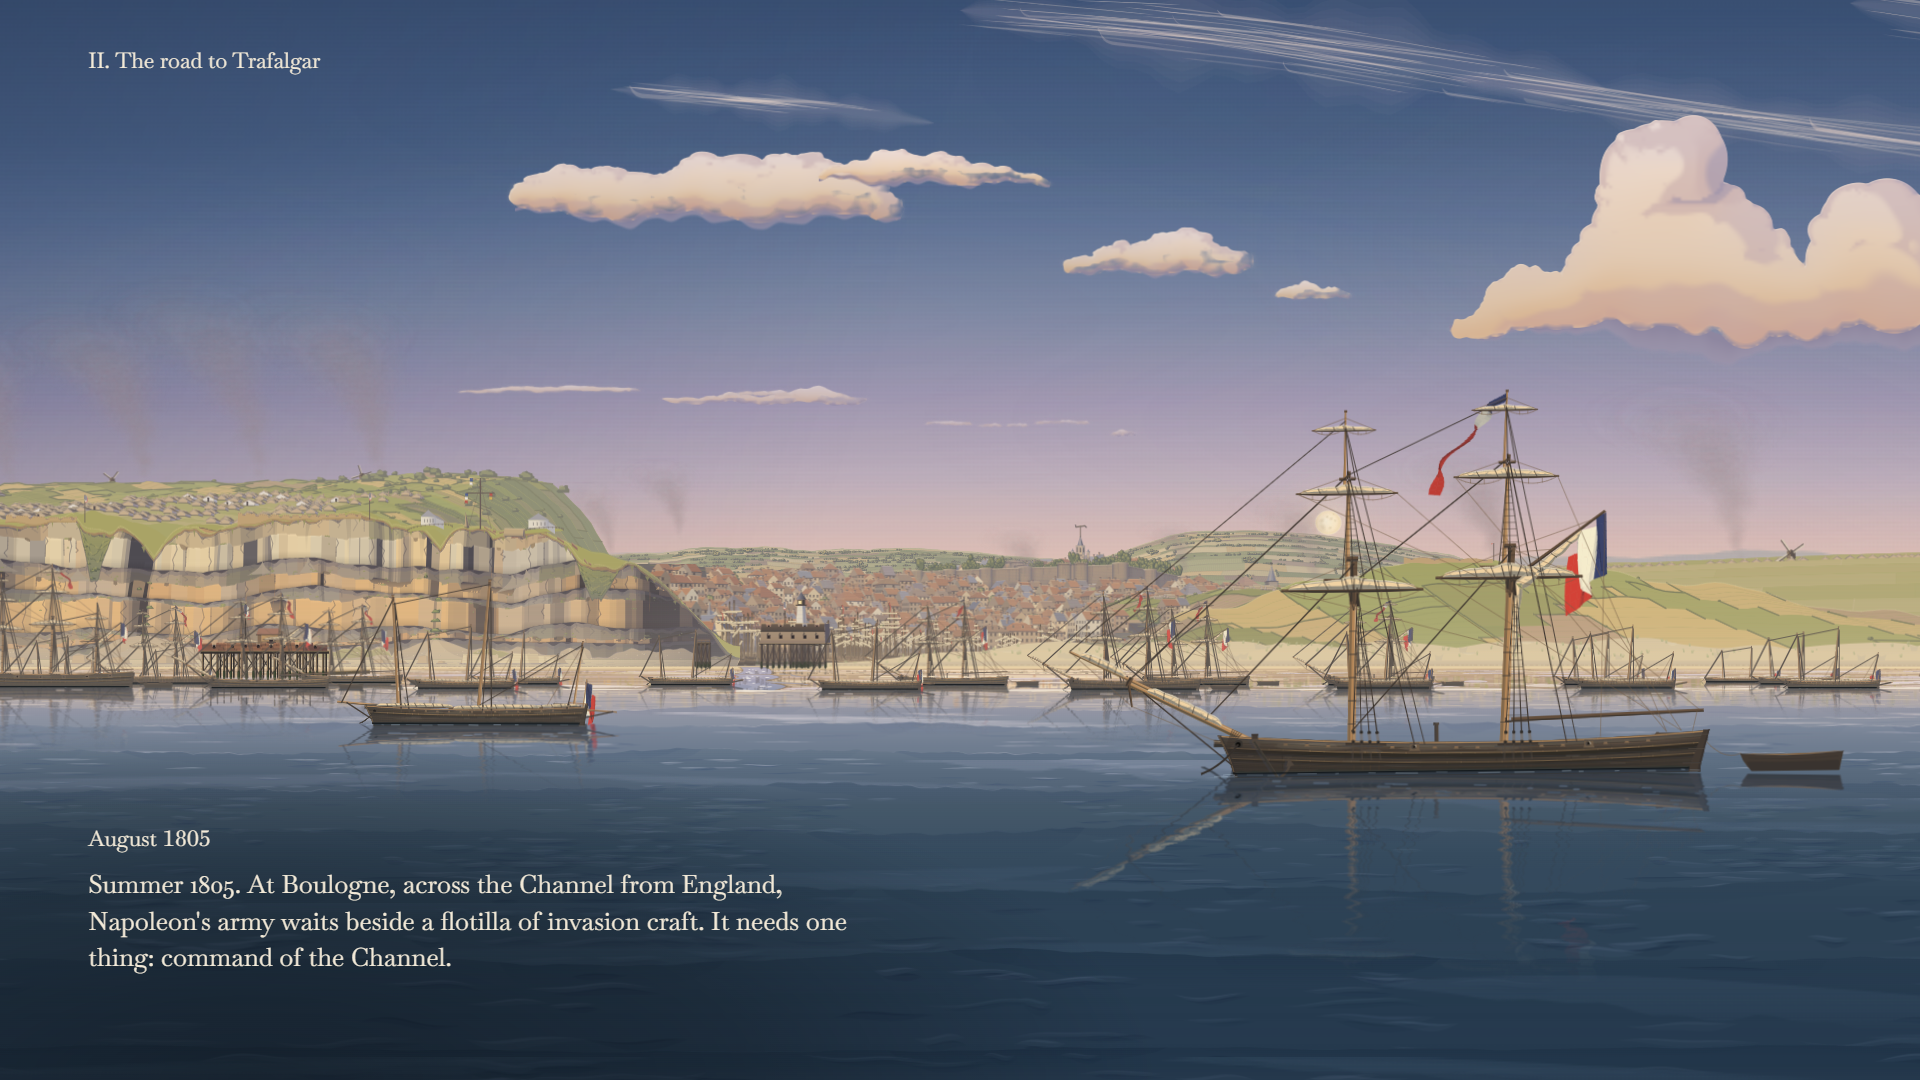 II. The road to Trafalgar
August 1805
Summer 1805. At Boulogne, across the Channel from England,
Napoleon's army waits beside a flotilla of invasion craft. It needs one
thing: command of the Channel.